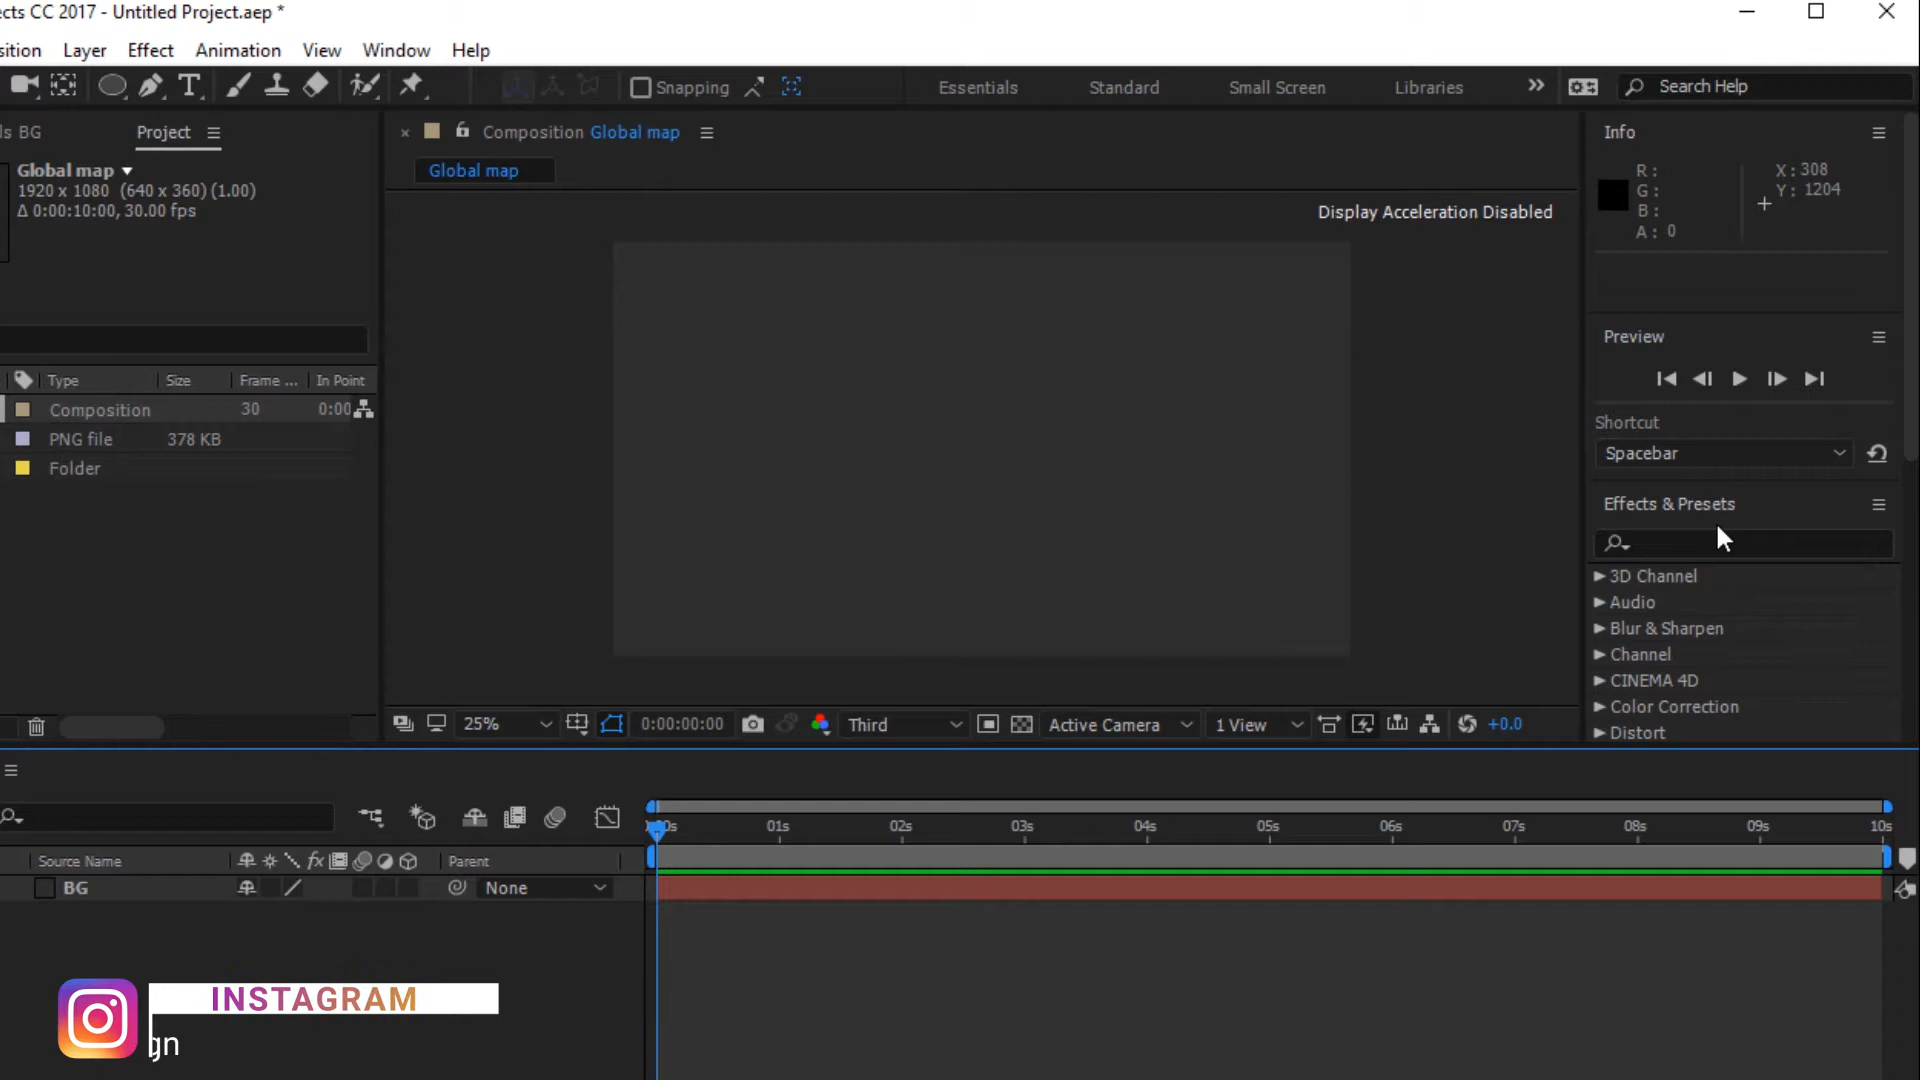 cts CC 2017 - Untitled Project.aep *
sition Layer Effect Animation View Window Help
Snapping
Essentials Standard Small Screen Libraries
Search Help
ls BG Project
Global map
1920 x 1080 (640 x 360) (1.00)
Δ 0:00:10:00, 30.00 fps
Type Size Frame ... In Point
Composition 30 0:00
PNG file 378 KB
Folder
Composition Global map
Global map
Display Acceleration Disabled
25%
0:00:00:00
Third
Active Camera
1 View
+0.0
Info
R :
G :
B :
A : 0
X : 308
Y : 1204
Preview
Shortcut
Spacebar
Effects & Presets
3D Channel
Audio
Blur & Sharpen
Channel
CINEMA 4D
Color Correction
Distort
01s 02s 03s 04s 05s 06s 07s 08s 09s 10s
Source Name fx Parent
BG None
INSTAGRAM
gn